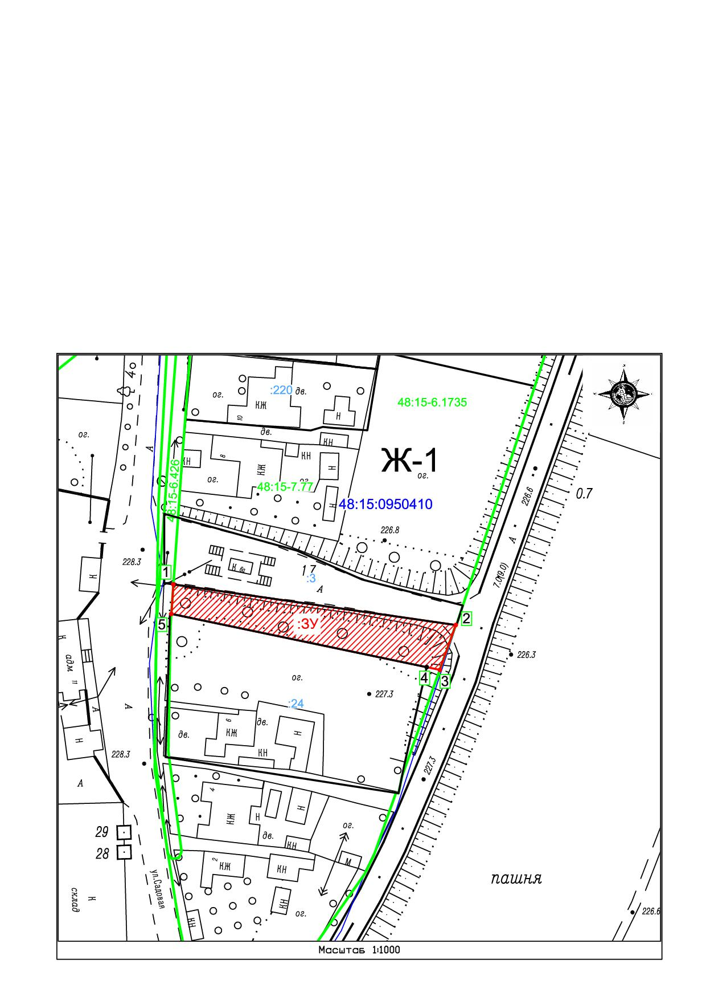 4
ог.
:220
дв.
КЖ
10
Н
48:15-6.1735
ог.
дв.
КН
А
КН
8
КЖ
КН
Н
ог.
48:15-6.426
48:15-7.77
Н
Ж-1
ог.
48:15:0950410
226.8
226.6
0.7
А
228.3
К
К
6а
17
:3
А
7.0(9.0)
1
2
5
:ЗУ
4
3
226.3
К
адм
11
А
А
ог.
227.3
:24
6
дв.
КЖ
дв.
КН
Н
Н
228.3
227.3
А
4
КЖ
Н
Н
дв.
КН
ог.
29
28
2
КЖ
КН
М
КН
ог.
КН
ул.Садовая
склад
К
пашня
226.6
Масштаб 1:1000